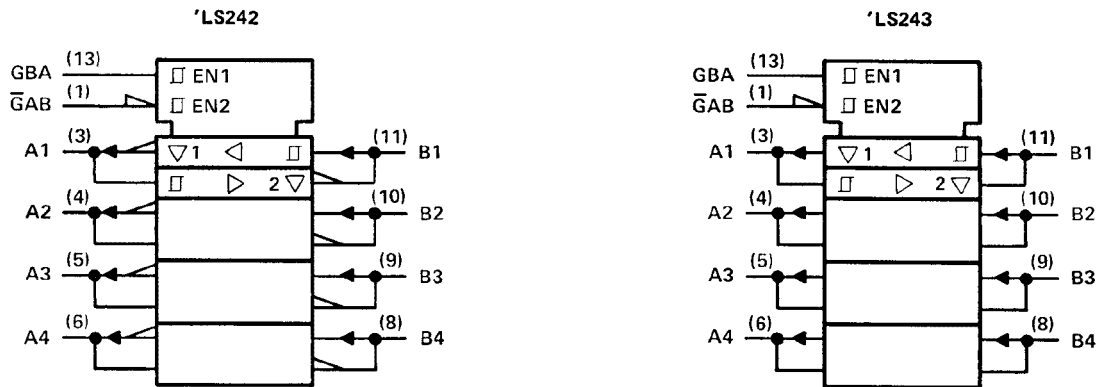 'LS242
GBA (13) EN1
G̅AB (1) EN2
A1 (3) 1 (11) B1
2
A2 (4) (10) B2
A3 (5) (9) B3
A4 (6) (8) B4
'LS243
GBA (13) EN1
G̅AB (1) EN2
A1 (3) 1 (11) B1
2
A2 (4) (10) B2
A3 (5) (9) B3
A4 (6) (8) B4